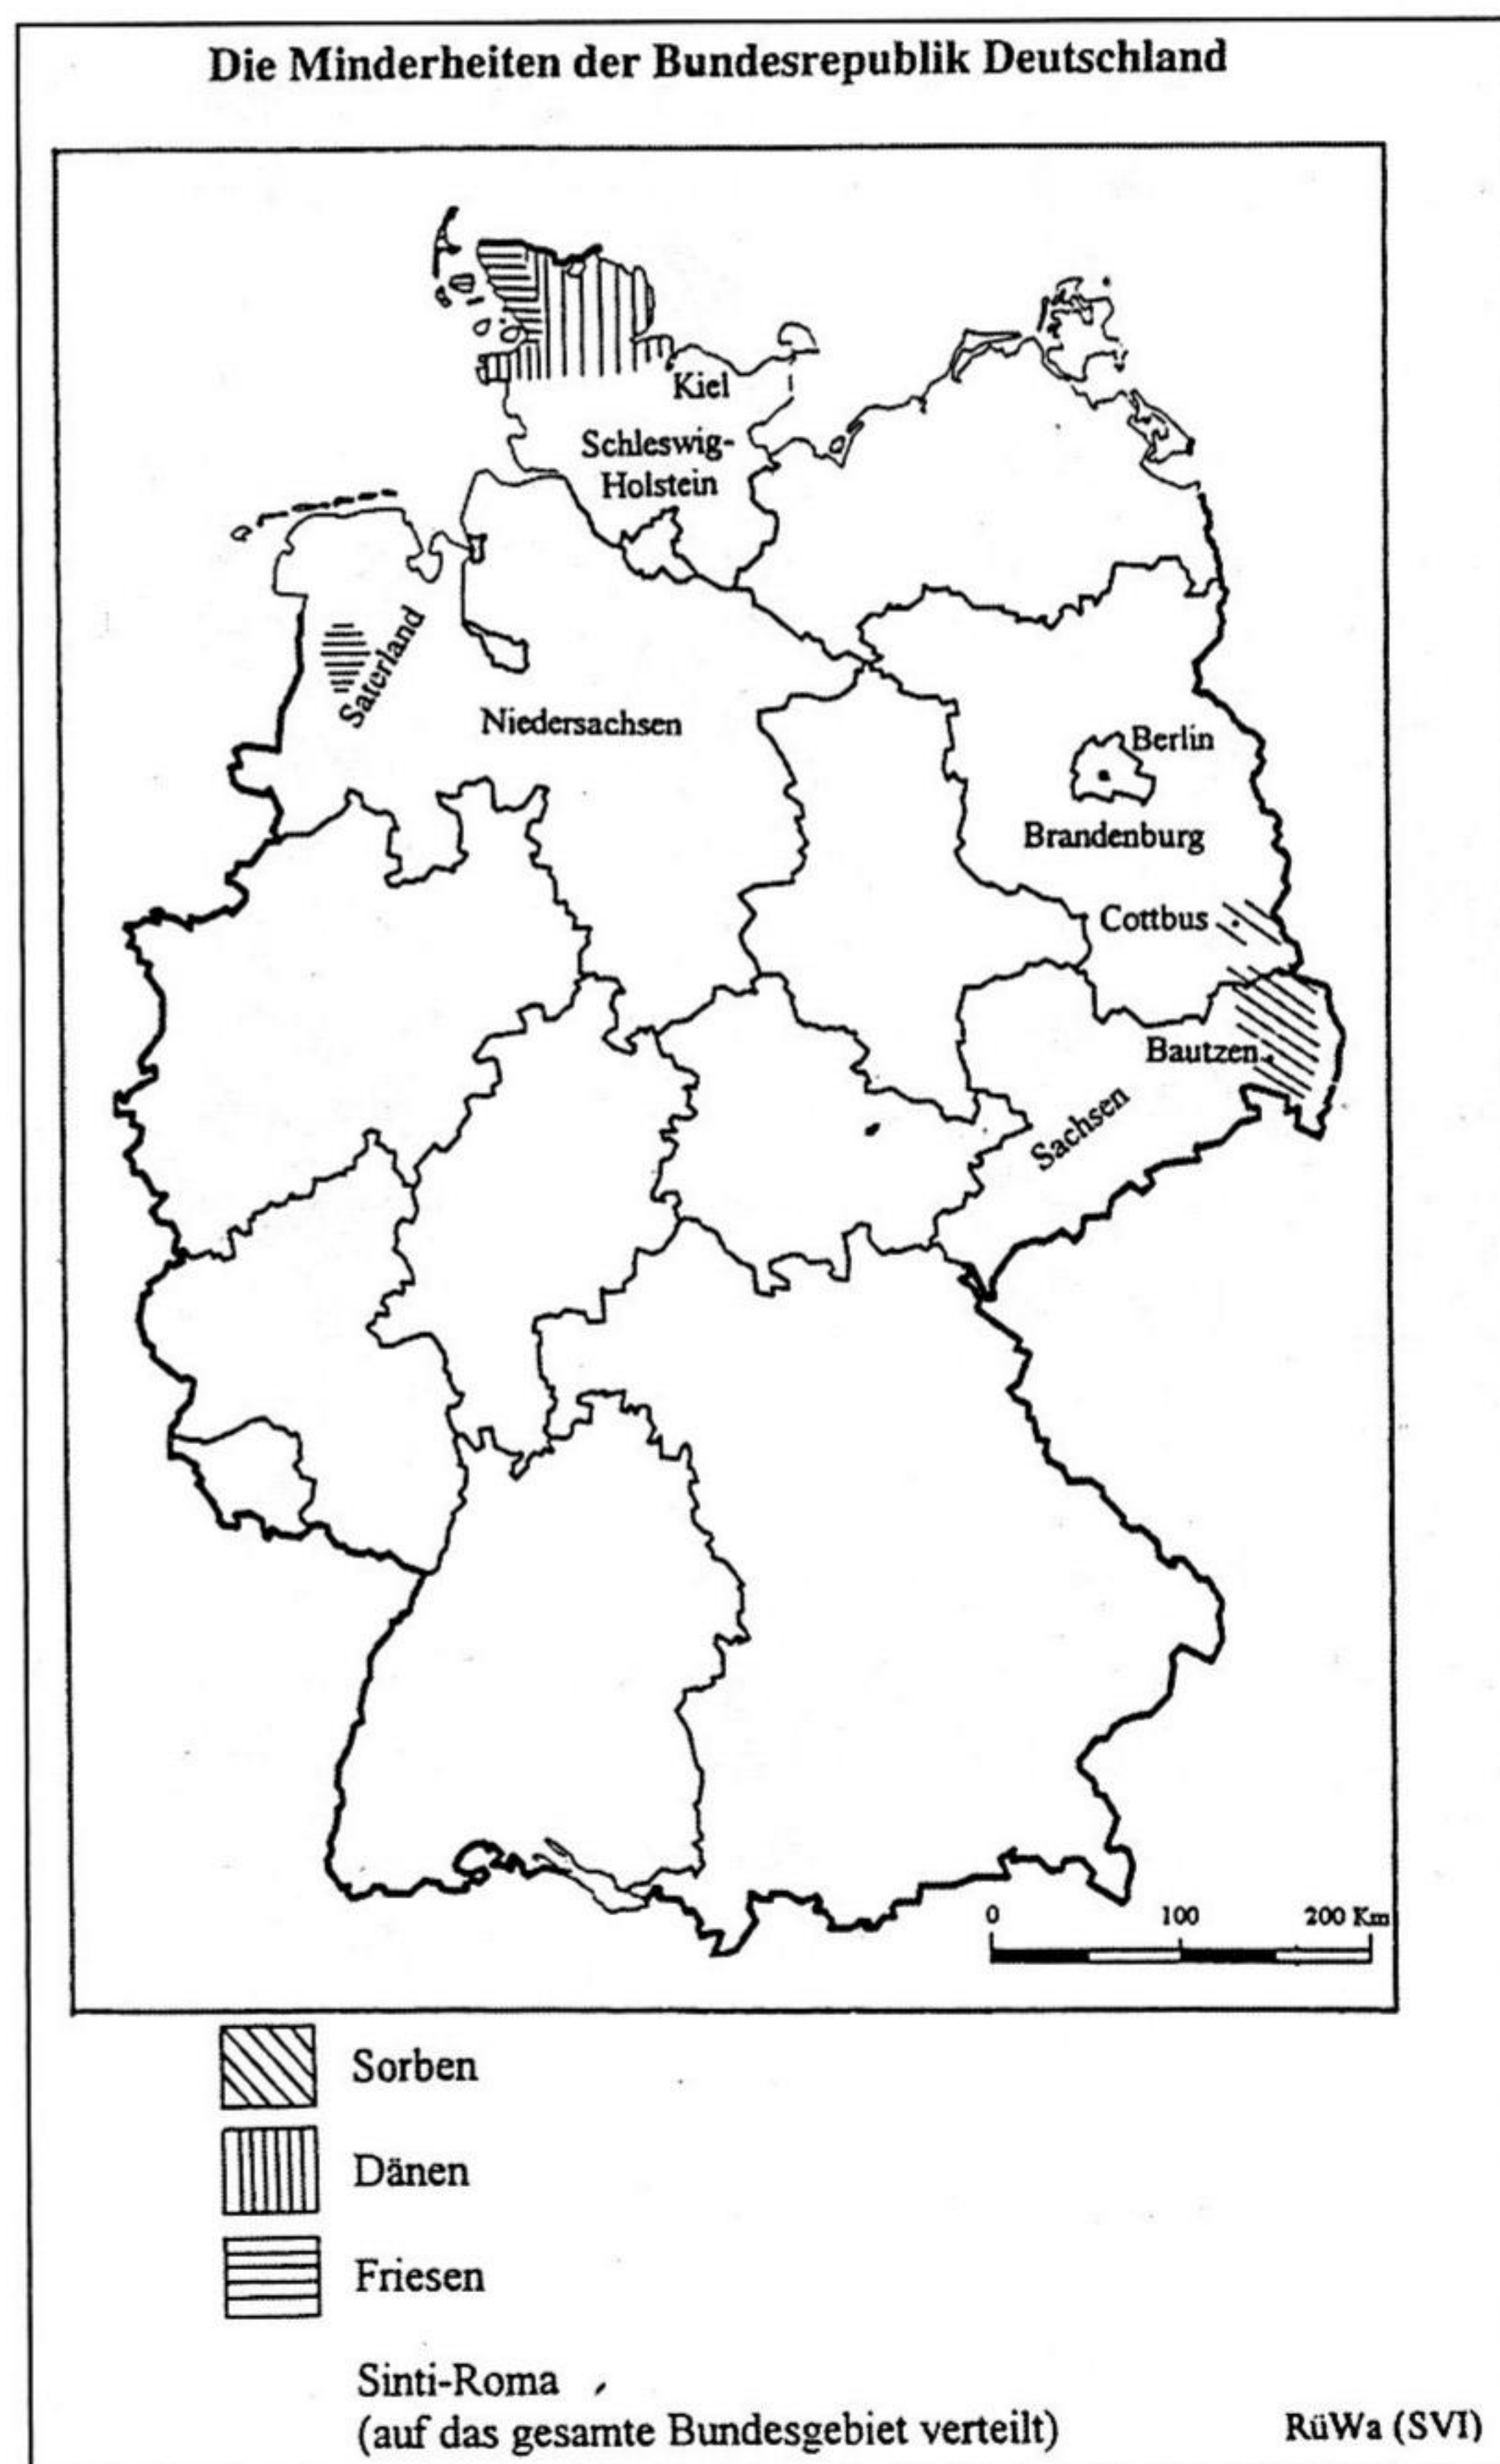 Die Minderheiten der Bundesrepublik Deutschland
Kiel
Schleswig-
Holstein
Saterland
Niedersachsen
Berlin
Brandenburg
Cottbus
Bautzen
Sachsen
0 100 200 Km
Sorben
Dänen
Friesen
Sinti-Roma
(auf das gesamte Bundesgebiet verteilt)
RüWa (SVI)